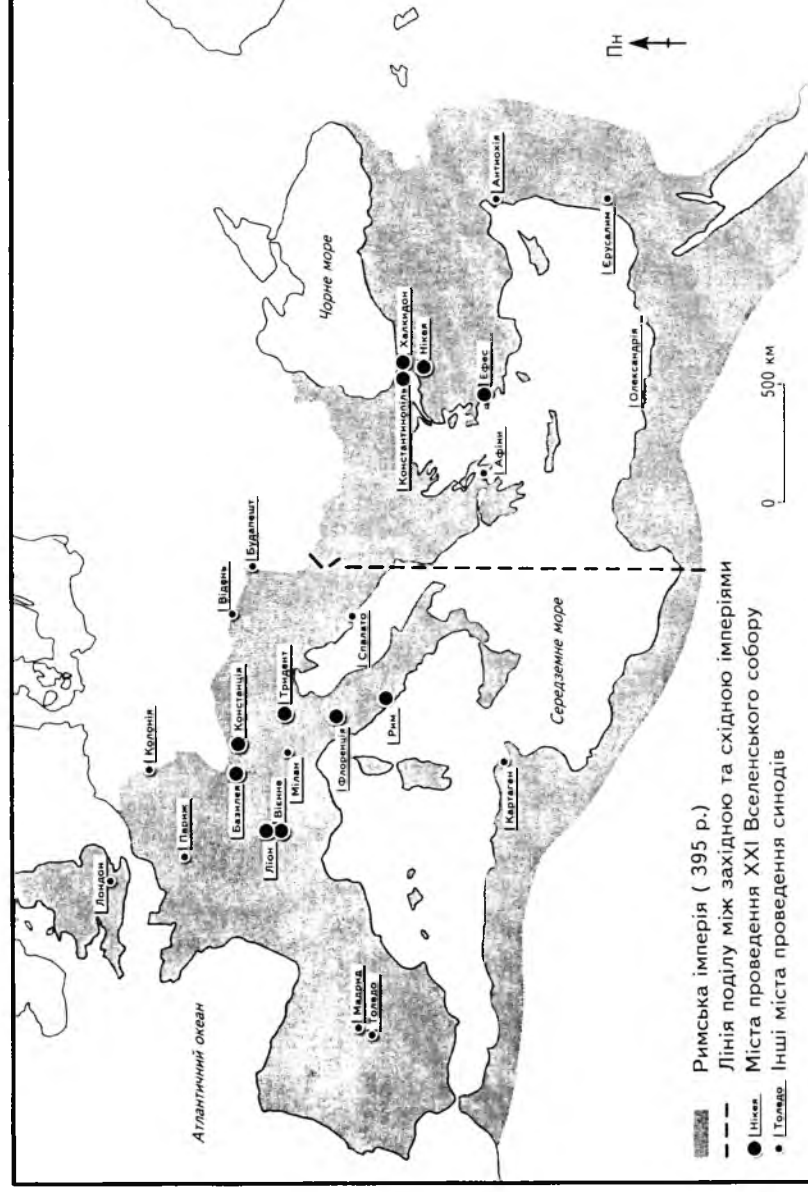 Лондон
Колонія
Париж
Атлантичний океан
Відень
Будапешт
Базилея
Констанція
Ліон
Вієнне
Мілан
Тридент
Флоренція
Спалато
Рим
Мадрид
Толедо
Картаген
Середземне море
Чорне море
Константинопіль
Халкидон
Нікея
Ефес
Афіни
Антиохія
Єрусалим
Олександрія
Пн
0 500 км
Римська імперія ( 395 р.)
Лінія поділу між західною та східною імперіями
Нікея Міста проведення XXI Вселенського собору
Толедо Інші міста проведення синодів